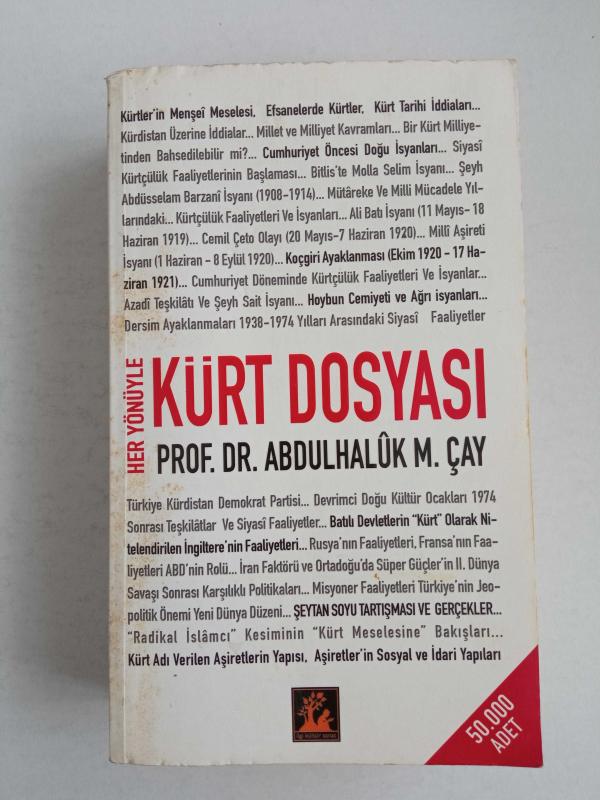 Kürtler'in Menşeî Meselesi, Efsanelerde Kürtler, Kürt Tarihi İddiaları...
Kürdistan Üzerine İddialar... Millet ve Milliyet Kavramları... Bir Kürt Milliye-
tinden Bahsedilebilir mi?... Cumhuriyet Öncesi Doğu İsyanları... Siyasî
Kürtçülük Faaliyetlerinin Başlaması... Bitlis'te Molla Selim İsyanı... Şeyh
Abdüsselam Barzanî İsyanı (1908-1914)... Mütâreke Ve Milli Mücadele Yıl-
larındaki... Kürtçülük Faaliyetleri Ve İsyanları... Ali Batı İsyanı (11 Mayıs- 18
Haziran 1919)... Cemil Çeto Olayı (20 Mayıs-7 Haziran 1920)... Millî Aşireti
İsyanı (1 Haziran - 8 Eylül 1920)... Koçgiri Ayaklanması (Ekim 1920 - 17 Ha-
ziran 1921)... Cumhuriyet Döneminde Kürtçülük Faaliyetleri Ve İsyanlar...
Azadî Teşkilâtı Ve Şeyh Sait İsyanı... Hoybun Cemiyeti ve Ağrı isyanları...
Dersim Ayaklanmaları 1938-1974 Yılları Arasındaki Siyasî Faaliyetler
HER YÖNÜYLE
KÜRT DOSYASI
PROF. DR. ABDULHALÛK M. ÇAY
Türkiye Kürdistan Demokrat Partisi... Devrimci Doğu Kültür Ocakları 1974
Sonrası Teşkilâtlar Ve Siyasî Faaliyetler... Batılı Devletlerin "Kürt" Olarak Ni-
telendirilen İngiltere'nin Faaliyetleri... Rusya'nın Faaliyetleri, Fransa'nın Faa-
liyetleri ABD'nin Rolü... İran Faktörü ve Ortadoğu'da Süper Güçler'in II. Dünya
Savaşı Sonrası Karşılıklı Politikaları... Misyoner Faaliyetleri Türkiye'nin Jeo-
politik Önemi Yeni Dünya Düzeni... ŞEYTAN SOYU TARTIŞMASI VE GERÇEKLER...
"Radikal İslâmcı" Kesiminin "Kürt Meselesine" Bakışları...
Kürt Adı Verilen Aşiretlerin Yapısı, Aşiretler'in Sosyal ve İdari Yapıları
50.000
ADET
ilgi kültür sanat